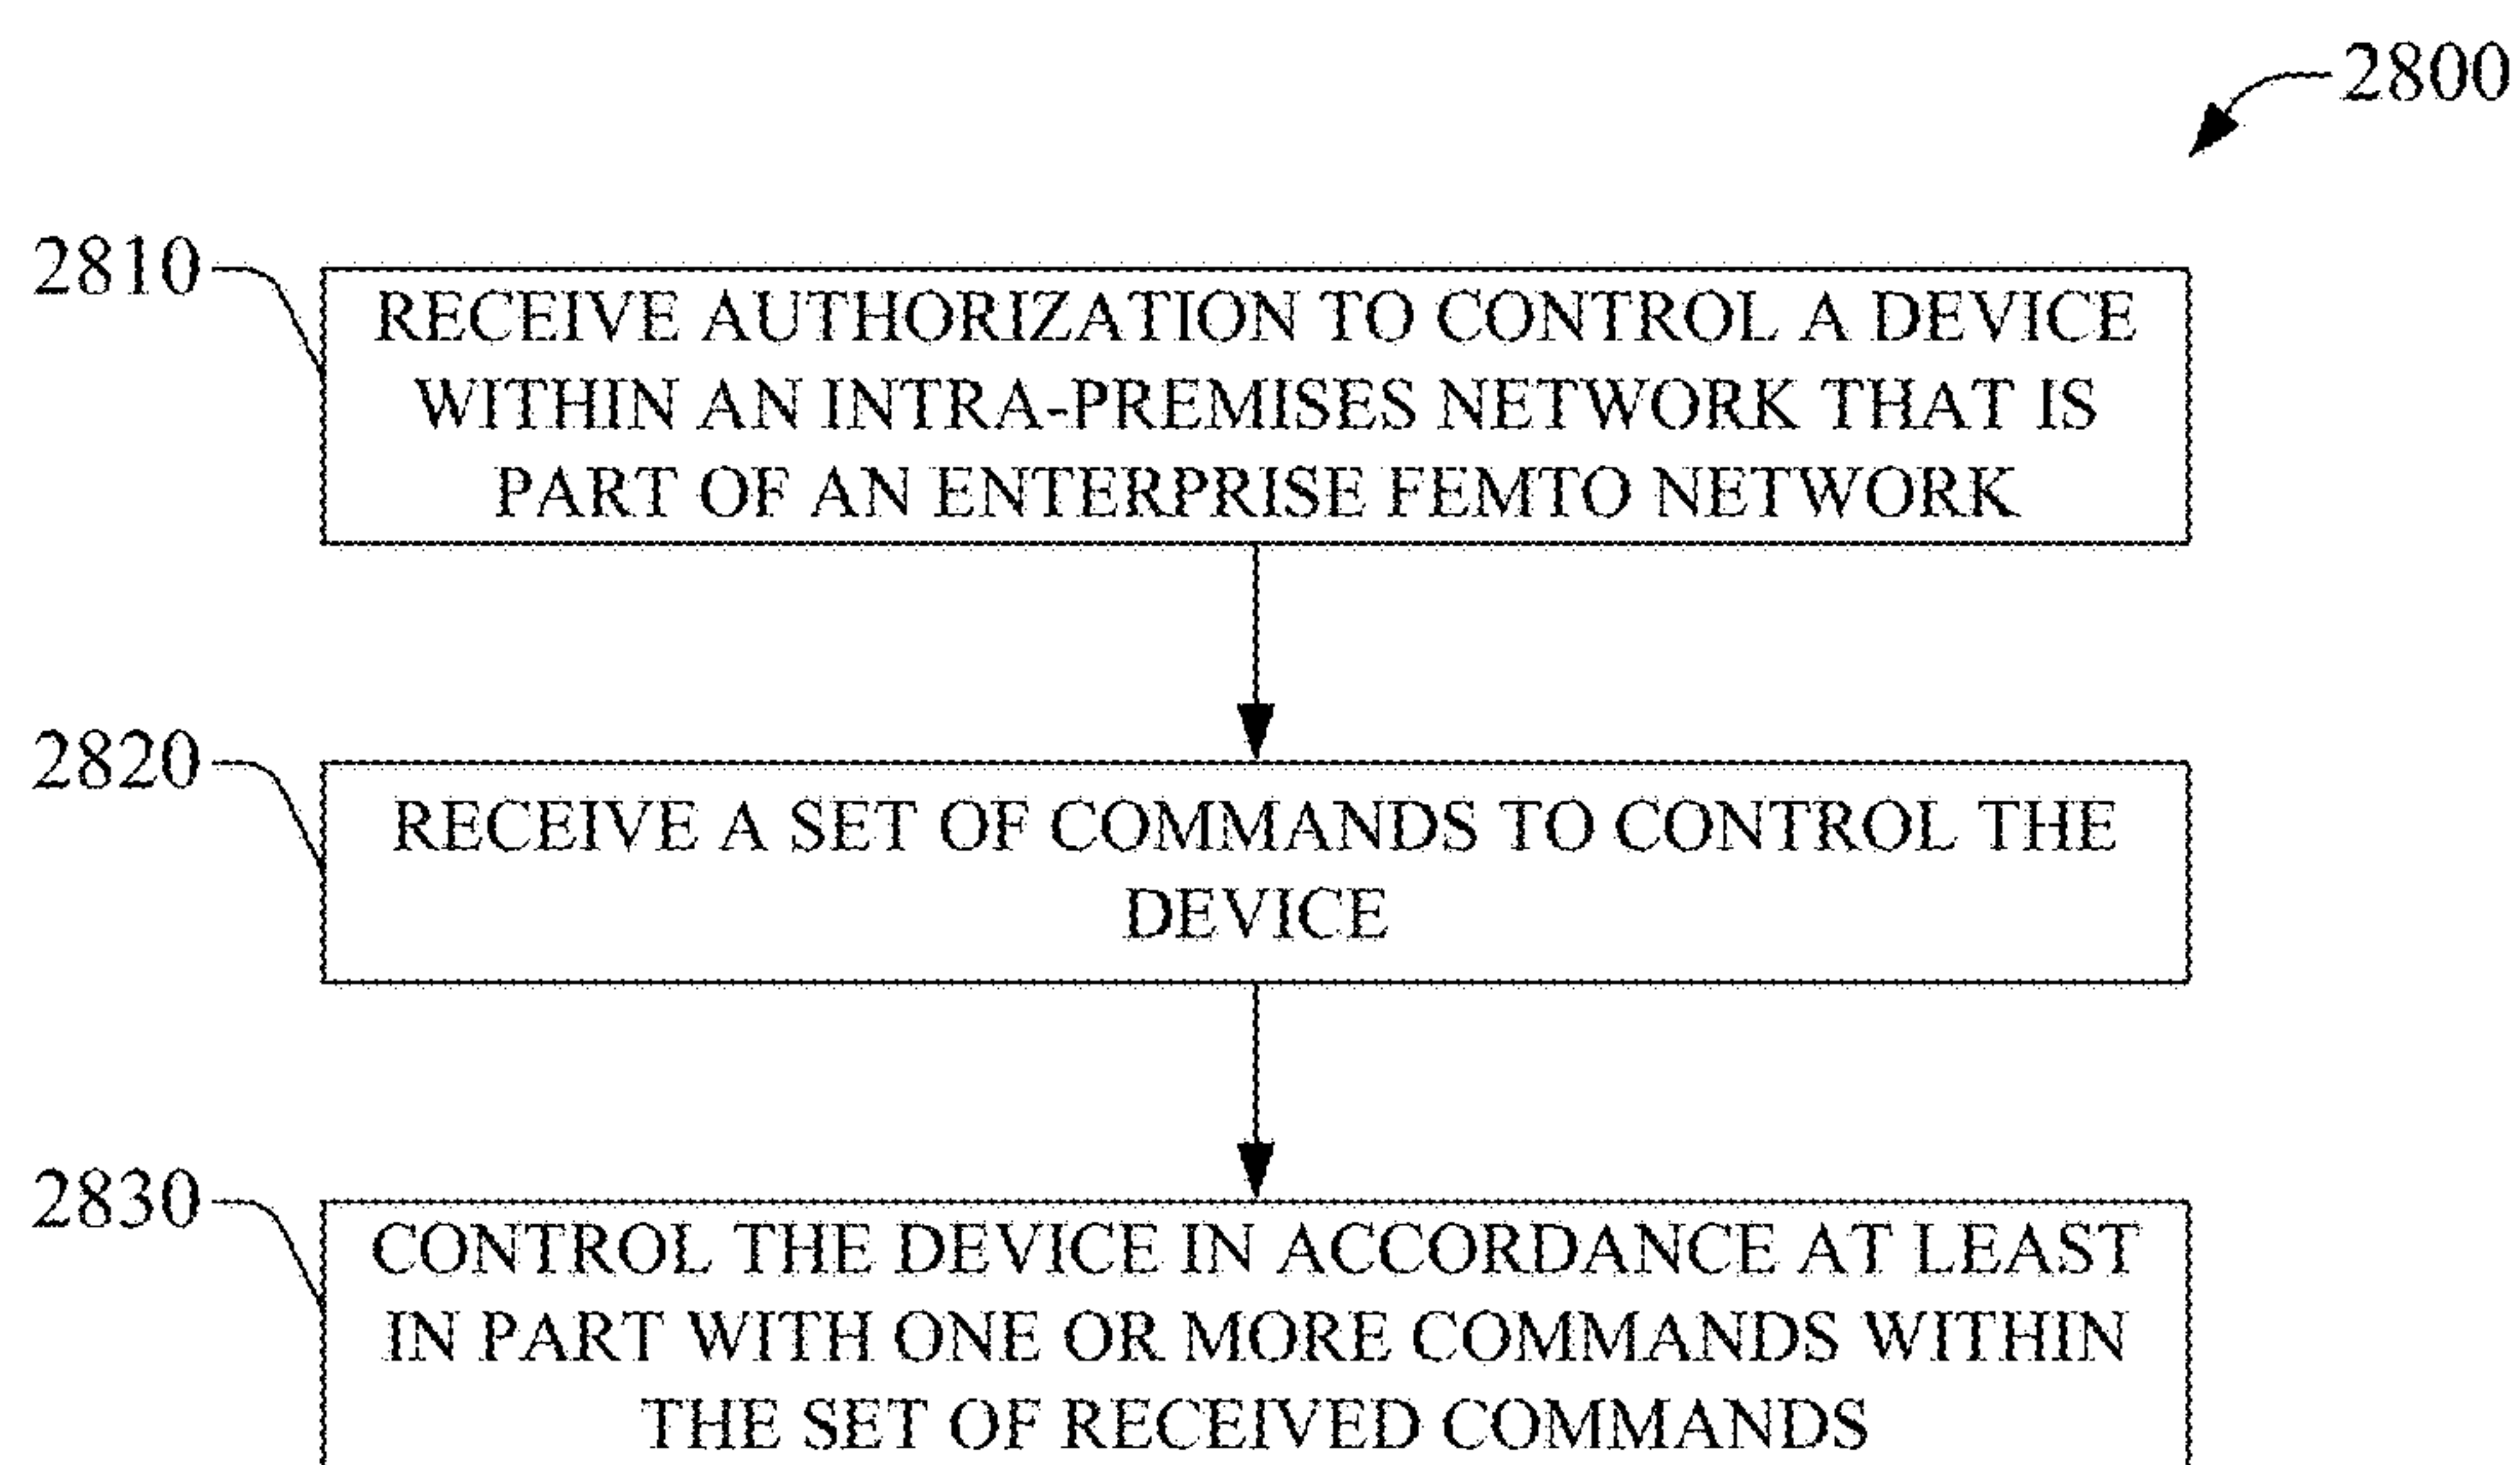 2800
2810
RECEIVE AUTHORIZATION TO CONTROL A DEVICE
WITHIN AN INTRA-PREMISES NETWORK THAT IS
PART OF AN ENTERPRISE FEMTO NETWORK
2820
RECEIVE A SET OF COMMANDS TO CONTROL THE
DEVICE
2830
CONTROL THE DEVICE IN ACCORDANCE AT LEAST
IN PART WITH ONE OR MORE COMMANDS WITHIN
THE SET OF RECEIVED COMMANDS